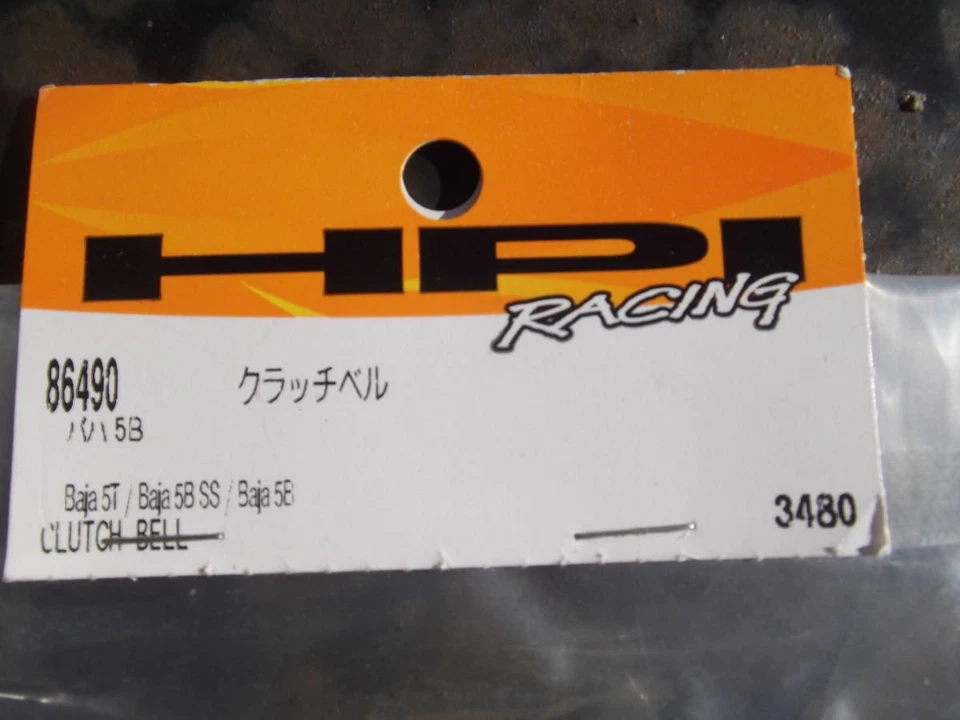 HPI
RACING
86490 クラッチベル
バハ 5B
Baja 5T / Baja 5B SS / Baja 5B
CLUTCH BELL
3480